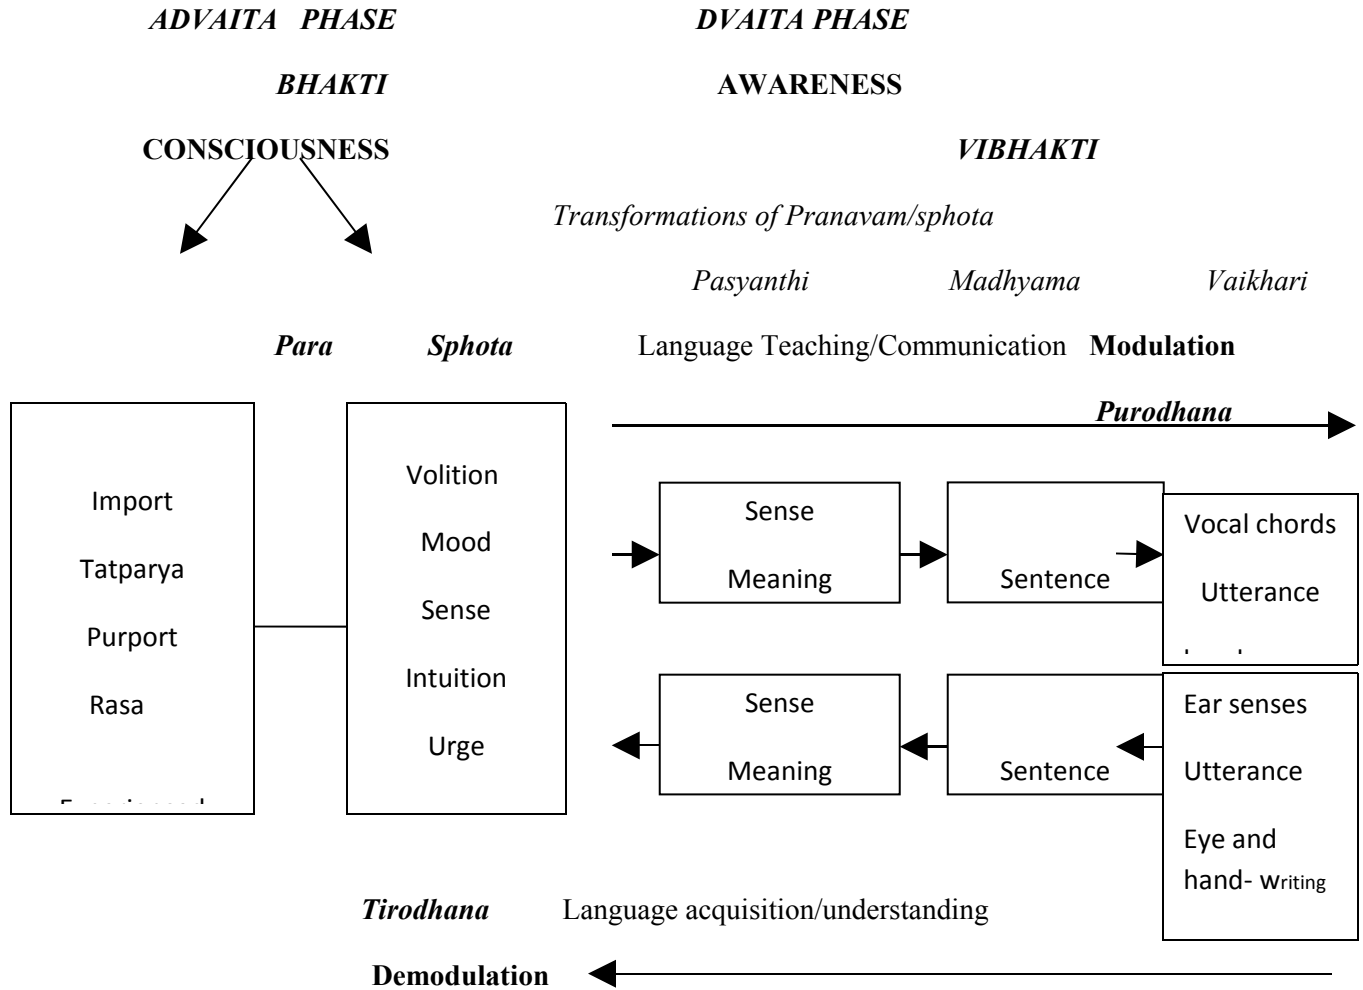 ADVAITA PHASE DVAITA PHASE
BHAKTI AWARENESS
CONSCIOUSNESS VIBHAKTI
Transformations of Pranavam/sphota
Pasyanthi Madhyama Vaikhari
Para Sphota Language Teaching/Communication Modulation
Purodhana
Import
Tatparya
Purport
Rasa
Volition
Mood
Sense
Intuition
Urge
Sense
Meaning
Sentence
Vocal chords
Utterance
Sense
Meaning
Sentence
Ear senses
Utterance
Eye and
hand- writing
Tirodhana Language acquisition/understanding
Demodulation